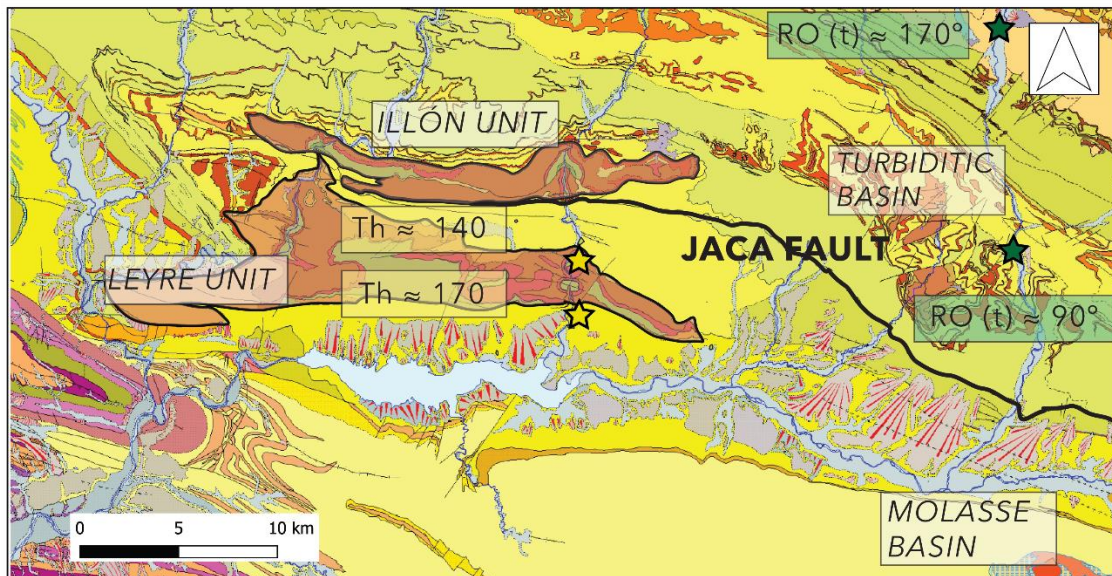 RO (t) ≈ 170°
ILLÓN UNIT
TURBIDITIC
BASIN
Th ≈ 140
JACA FAULT
LEYRE UNIT
Th ≈ 170
RO (t) ≈ 90°
MOLASSE
BASIN
0 5 10 km